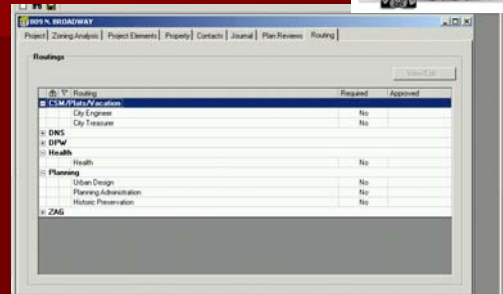 809 N. BROADWAY
Project Zoning Analysis Project Elements Property Contacts Journal Plan Reviews Routing
Routings
View/Edit
Routing Required Approved
CSM/Plats/Vacation
City Engineer No
City Treasurer No
DNS
DPW
Health
Health No
Planning
Urban Design No
Planning Administration No
Historic Preservation No
ZAG